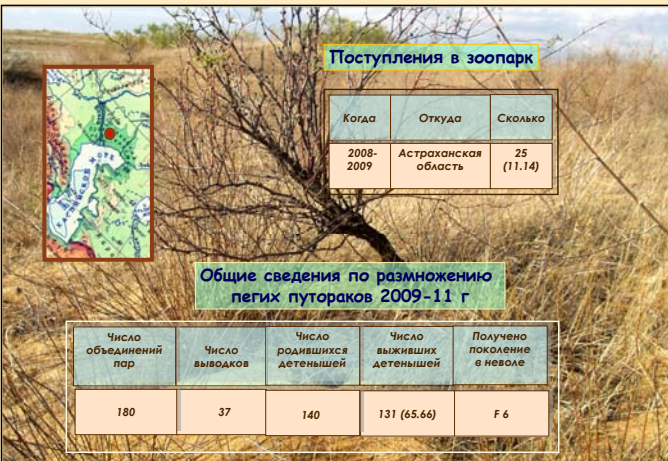 Поступления в зоопарк
Когда Откуда Сколько
2008-2009 Астраханская область 25 (11.14)
КАСПИЙСКОЕ МОРЕ
Общие сведения по размножению
пегих путораков 2009-11 г
Число объединений пар Число выводков Число родившихся детенышей Число выживших детенышей Получено поколение в неволе
180 37 140 131 (65.66) F 6